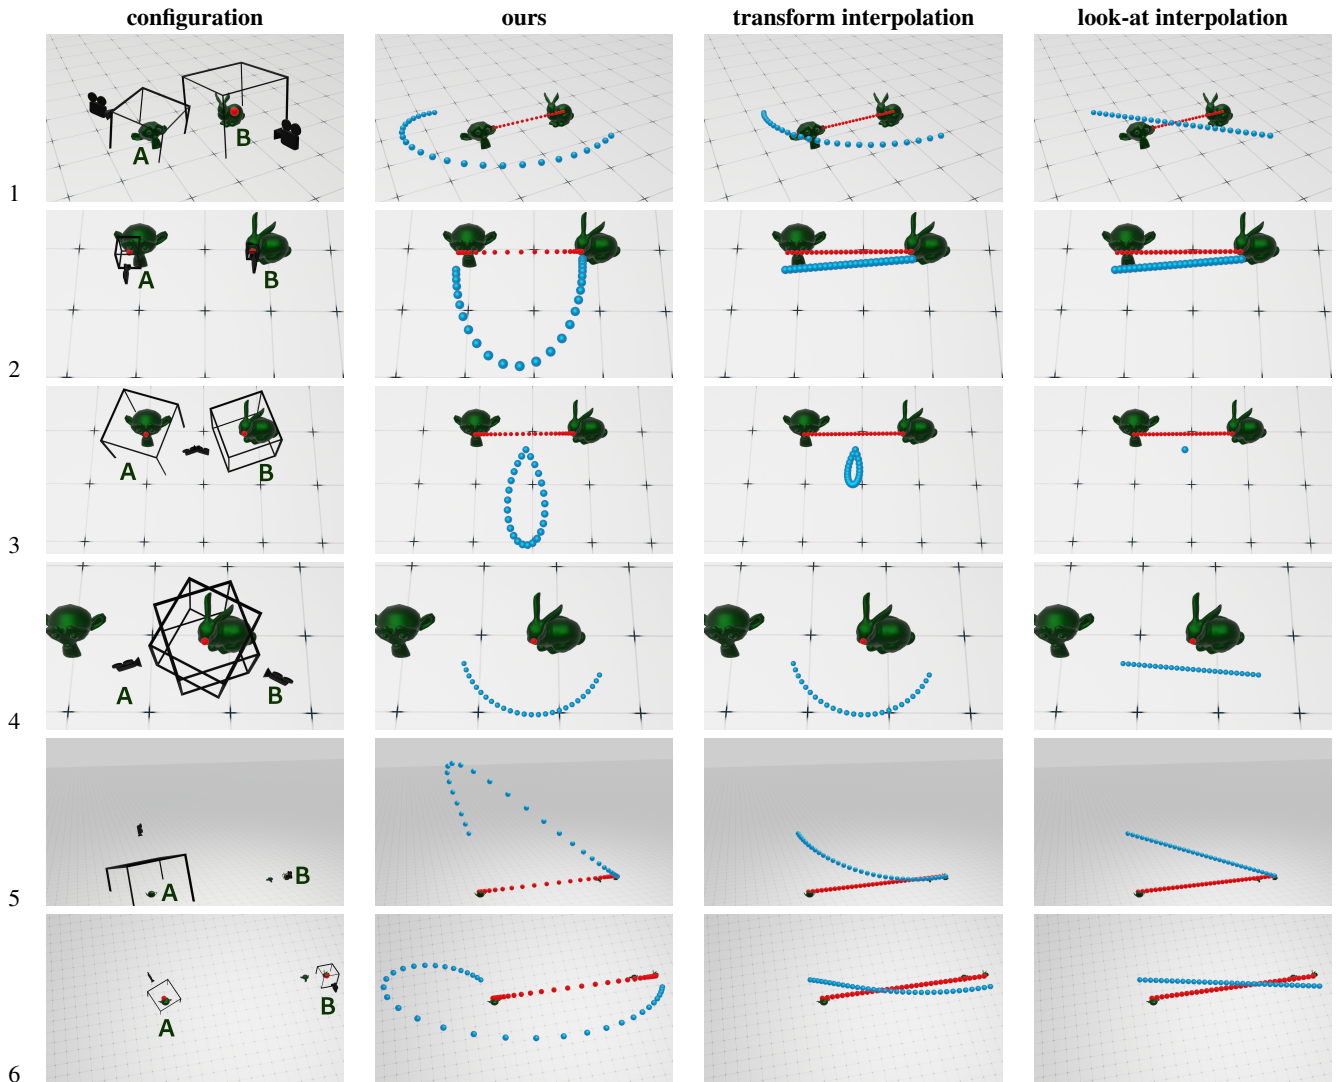 configuration ours transform interpolation look-at interpolation
A B
1
A B
2
A B
3
A B
4
A B
5
A B
6